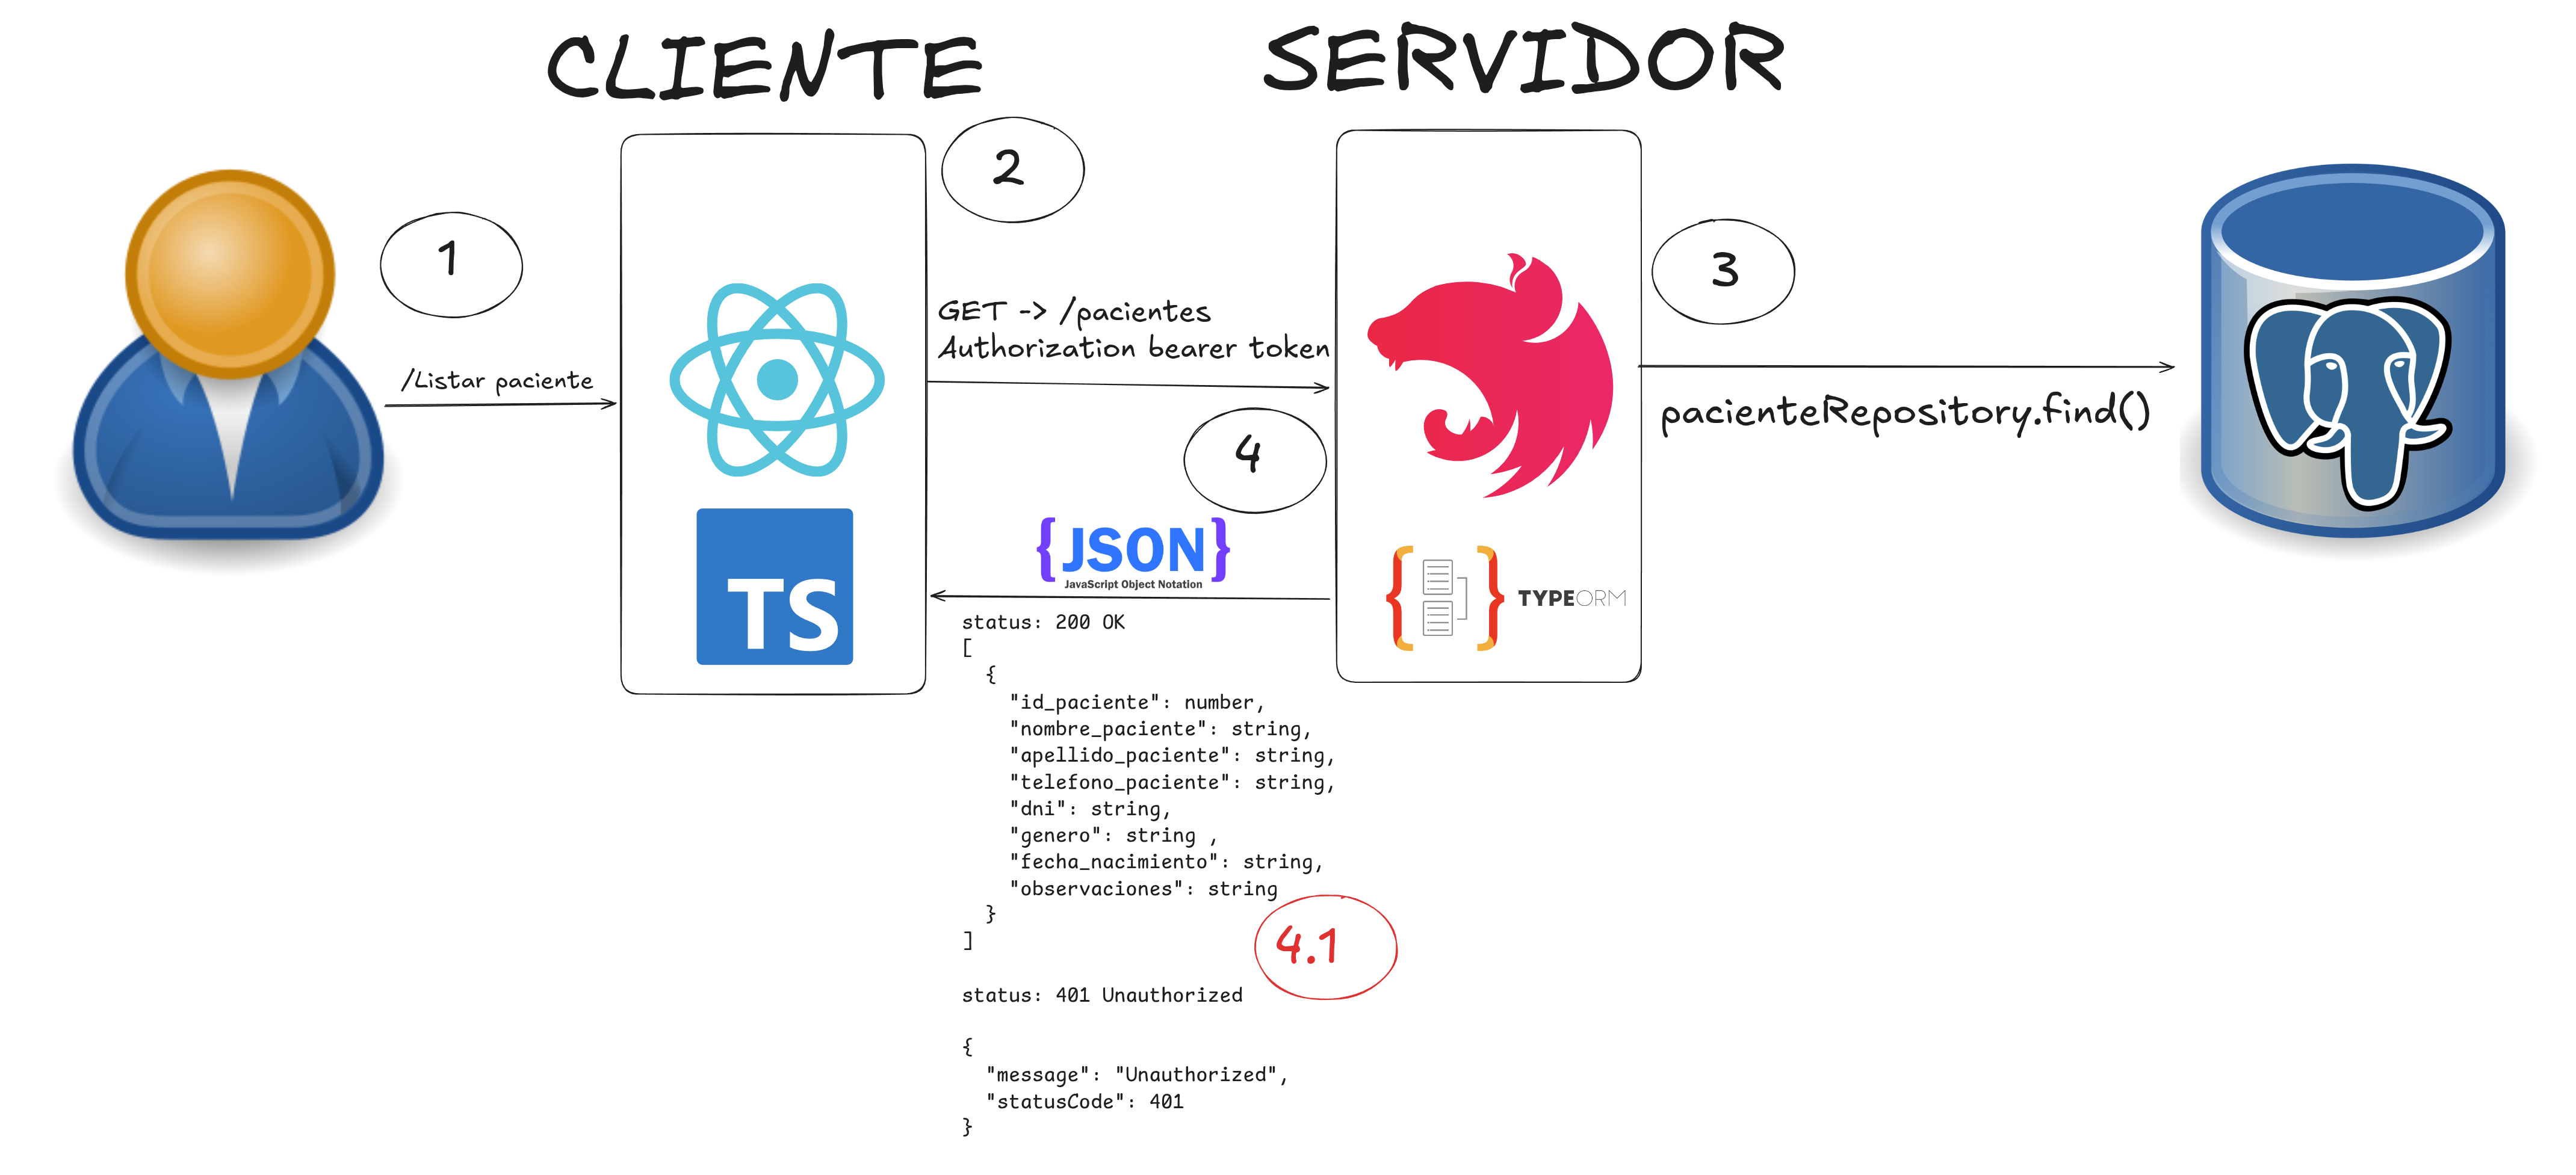 CLIENTE
SERVIDOR
1
2
3
/Listar paciente
GET -> /pacientes
Authorization bearer token
pacienteRepository.find()
4
{JSON}
JavaScript Object Notation
TS
TYPEORM
status: 200 OK
[
{
"id_paciente": number,
"nombre_paciente": string,
"apellido_paciente": string,
"telefono_paciente": string,
"dni": string,
"genero": string ,
"fecha_nacimiento": string,
"observaciones": string
}
]
4.1
status: 401 Unauthorized
{
"message": "Unauthorized",
"statusCode": 401
}